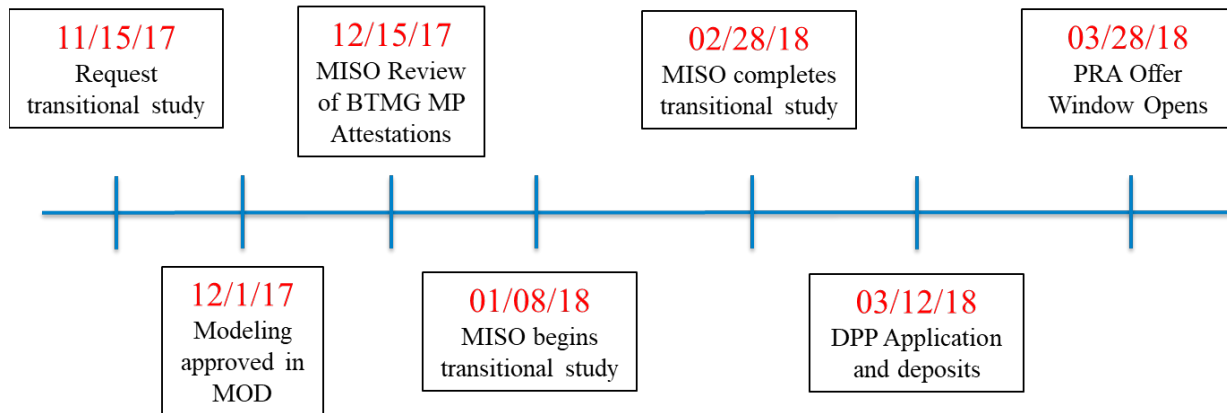 11/15/17
Request
transitional study
12/15/17
MISO Review
of BTMG MP
Attestations
02/28/18
MISO completes
transitional study
03/28/18
PRA Offer
Window Opens
12/1/17
Modeling
approved in
MOD
01/08/18
MISO begins
transitional study
03/12/18
DPP Application
and deposits